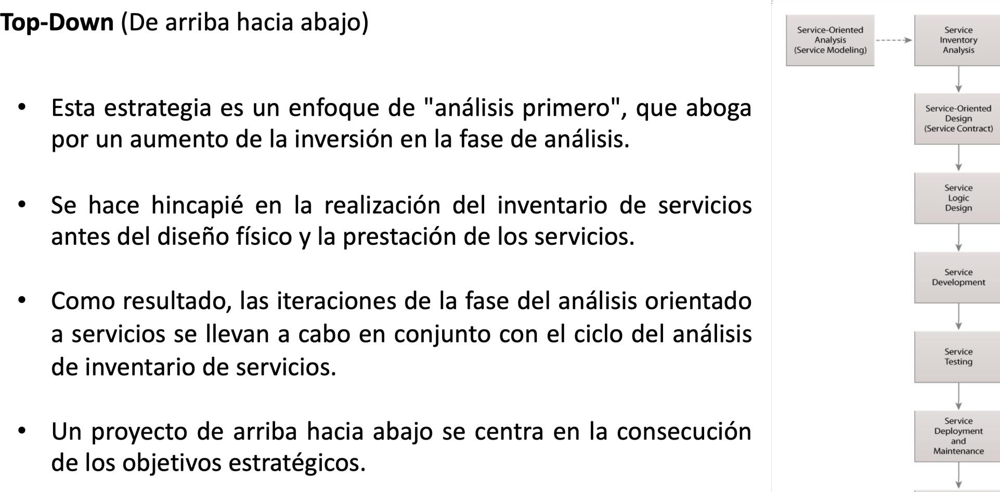 Top-Down (De arriba hacia abajo)
• Esta estrategia es un enfoque de "análisis primero", que aboga
por un aumento de la inversión en la fase de análisis.
• Se hace hincapié en la realización del inventario de servicios
antes del diseño físico y la prestación de los servicios.
• Como resultado, las iteraciones de la fase del análisis orientado
a servicios se llevan a cabo en conjunto con el ciclo del análisis
de inventario de servicios.
• Un proyecto de arriba hacia abajo se centra en la consecución
de los objetivos estratégicos.
Service-Oriented
Analysis
(Service Modeling)
Service
Inventory
Analysis
Service-Oriented
Design
(Service Contract)
Service
Logic
Design
Service
Development
Service
Testing
Service
Deployment
and
Maintenance